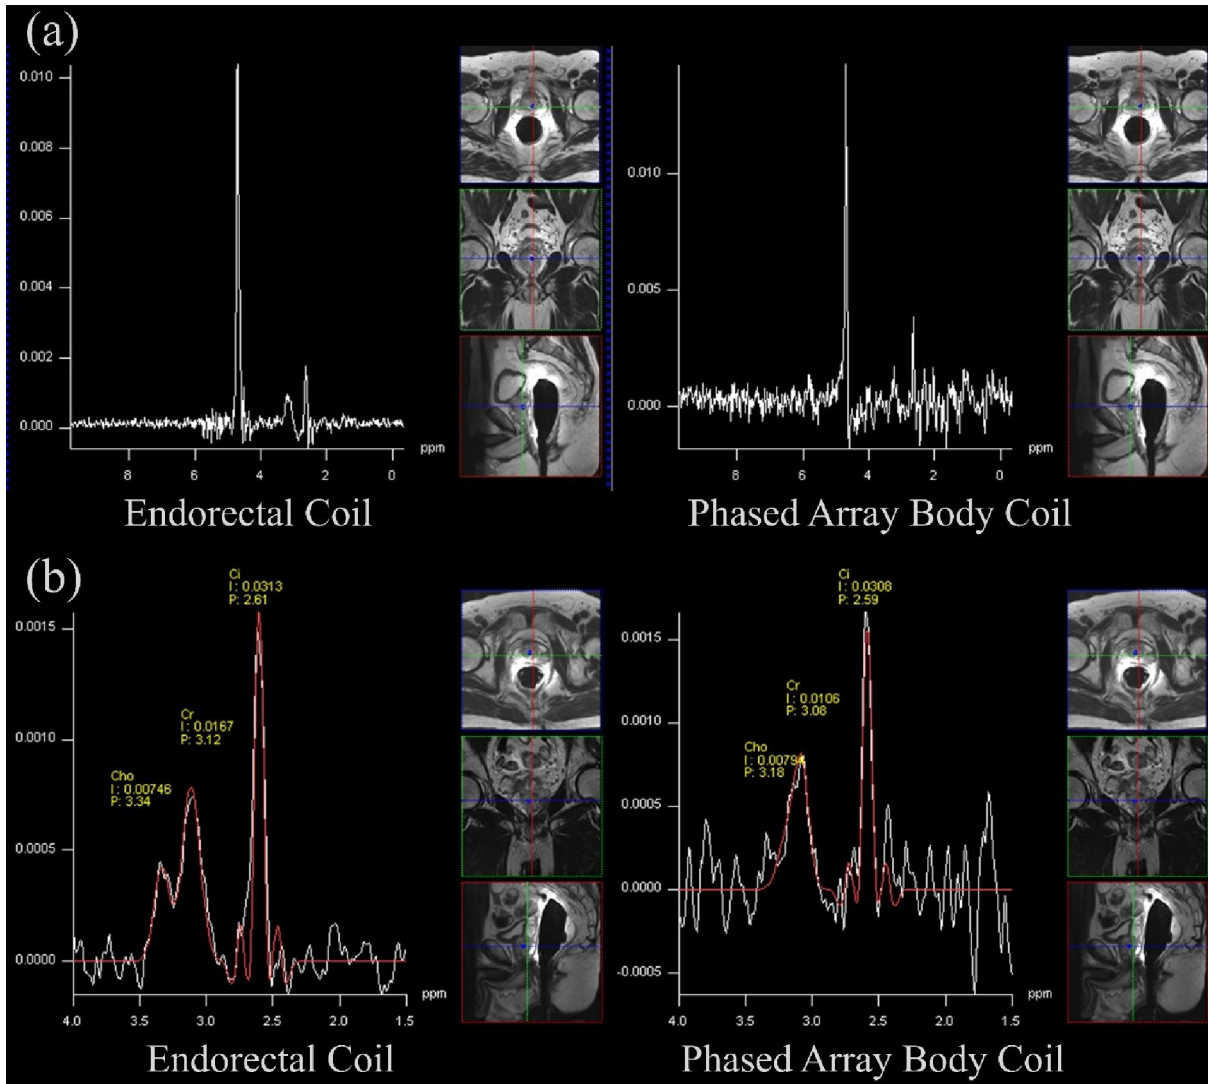 (a)
0.010
0.008
0.006
0.004
0.002
0.000
8
6
4
2
0
ppm
Endorectal Coil
0.010
0.005
0.000
8
6
4
2
0
ppm
Phased Array Body Coil
(b)
0.0015
0.0010
0.0005
0.0000
Ci
I : 0.0313
P: 2.61
Cr
I : 0.0167
P: 3.12
Cho
I : 0.00746
P: 3.34
4.0
3.5
3.0
2.5
2.0
1.5
ppm
Endorectal Coil
0.0015
0.0010
0.0005
0.0000
-0.0005
Ci
I : 0.0308
P: 2.59
Cr
I : 0.0106
P: 3.08
Cho
I : 
P: 3.18
4.0
3.5
3.0
2.5
2.0
1.5
ppm
Phased Array Body Coil